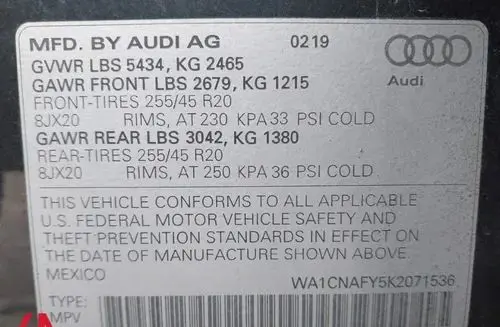 MFD. BY AUDI AG 0219
GVWR LBS 5434, KG 2465
GAWR FRONT LBS 2679, KG 1215
FRONT-TIRES 255/45 R20
8JX20 RIMS, AT 230 KPA 33 PSI COLD
GAWR REAR LBS 3042, KG 1380
REAR-TIRES 255/45 R20
8JX20 RIMS, AT 250 KPA 36 PSI COLD
Audi
THIS VEHICLE CONFORMS TO ALL APPLICABLE
U.S. FEDERAL MOTOR VEHICLE SAFETY AND
THEFT PREVENTION STANDARDS IN EFFECT ON
THE DATE OF MANUFACTURE SHOWN ABOVE.
MEXICO WA1CNAFY5K2071536
TYPE:
MPV